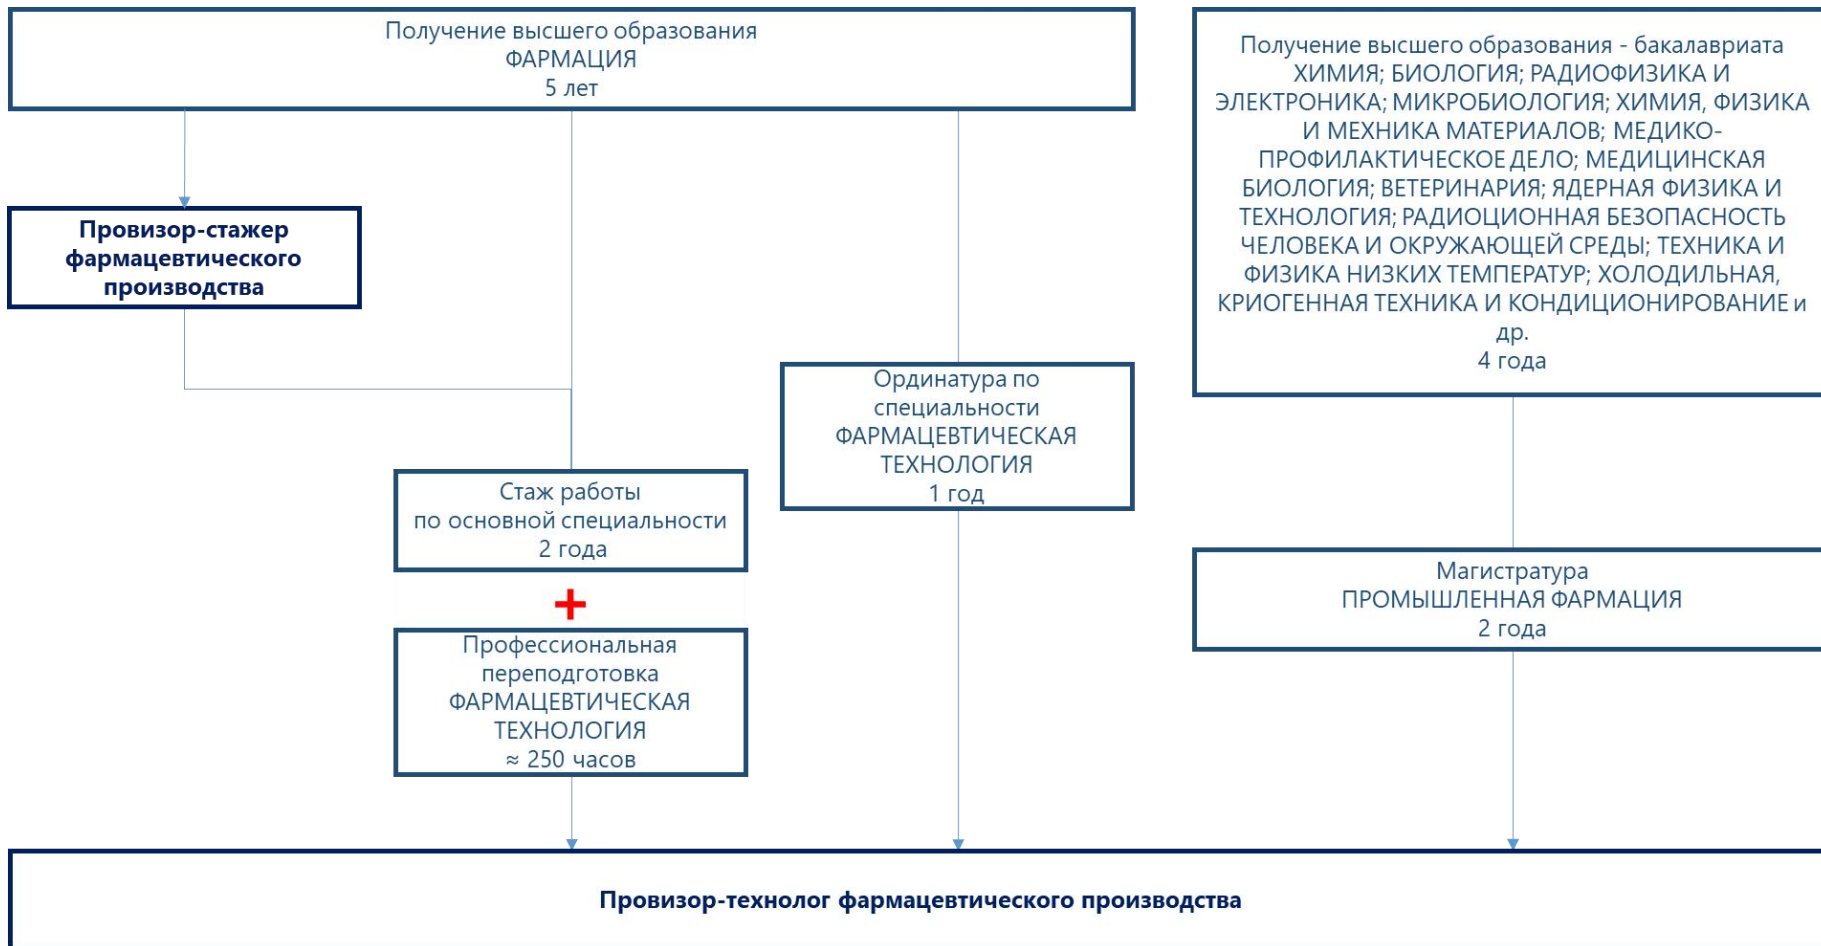 Получение высшего образования
ФАРМАЦИЯ
5 лет
Получение высшего образования - бакалавриата
ХИМИЯ; БИОЛОГИЯ; РАДИОФИЗИКА И
ЭЛЕКТРОНИКА; МИКРОБИОЛОГИЯ; ХИМИЯ, ФИЗИКА
И МЕХНИКА МАТЕРИАЛОВ; МЕДИКО-
ПРОФИЛАКТИЧЕСКОЕ ДЕЛО; МЕДИЦИНСКАЯ
БИОЛОГИЯ; ВЕТЕРИНАРИЯ; ЯДЕРНАЯ ФИЗИКА И
ТЕХНОЛОГИЯ; РАДИОЦИОННАЯ БЕЗОПАСНОСТЬ
ЧЕЛОВЕКА И ОКРУЖАЮЩЕЙ СРЕДЫ; ТЕХНИКА И
ФИЗИКА НИЗКИХ ТЕМПЕРАТУР; ХОЛОДИЛЬНАЯ,
КРИОГЕННАЯ ТЕХНИКА И КОНДИЦИОНИРОВАНИЕ и
др.
4 года
Провизор-стажер
фармацевтического
производства
Ординатура по
специальности
ФАРМАЦЕВТИЧЕСКАЯ
ТЕХНОЛОГИЯ
1 год
Стаж работы
по основной специальности
2 года
+
Профессиональная
переподготовка
ФАРМАЦЕВТИЧЕСКАЯ
ТЕХНОЛОГИЯ
≈ 250 часов
Магистратура
ПРОМЫШЛЕННАЯ ФАРМАЦИЯ
2 года
Провизор-технолог фармацевтического производства